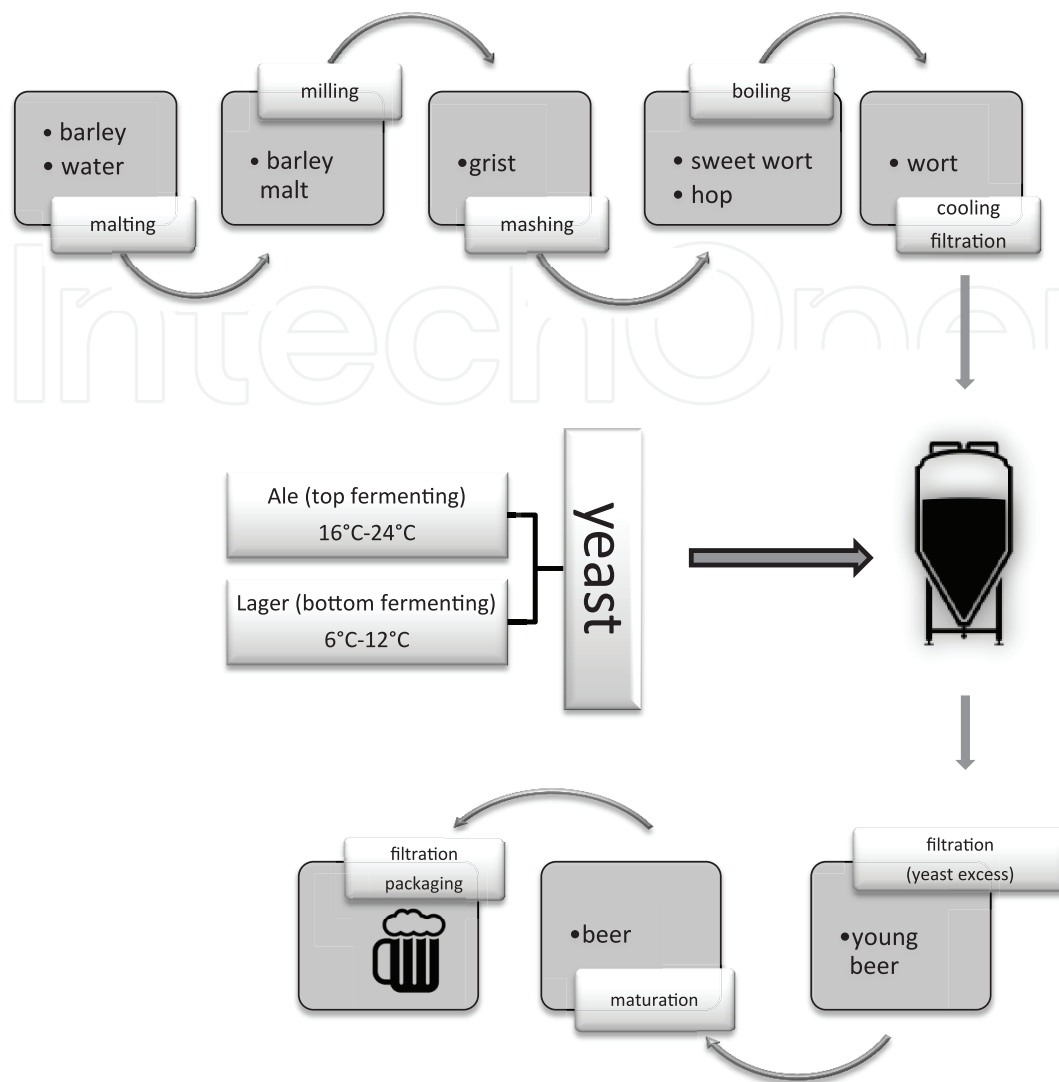 • barley
• water
malting
milling
• barley
malt
•grist
mashing
boiling
• sweet wort
• hop
• wort
cooling
filtration
IntechOpen
Ale (top fermenting)
16°C-24°C
Lager (bottom fermenting)
6°C-12°C
yeast
filtration
(yeast excess)
•young
beer
•beer
maturation
filtration
packaging